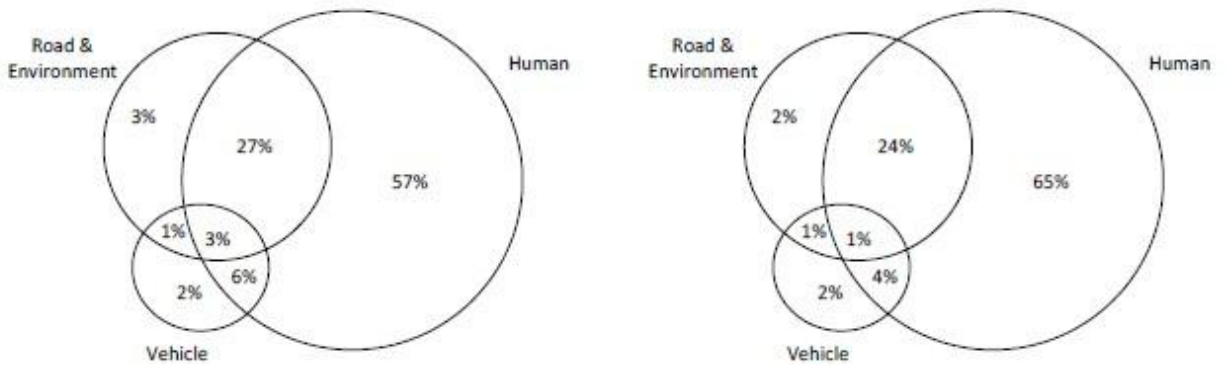 Road &
Environment
Human
3%
27%
57%
1%
3%
6%
2%
Vehicle
Road &
Environment
Human
2%
24%
65%
1%
1%
4%
2%
Vehicle